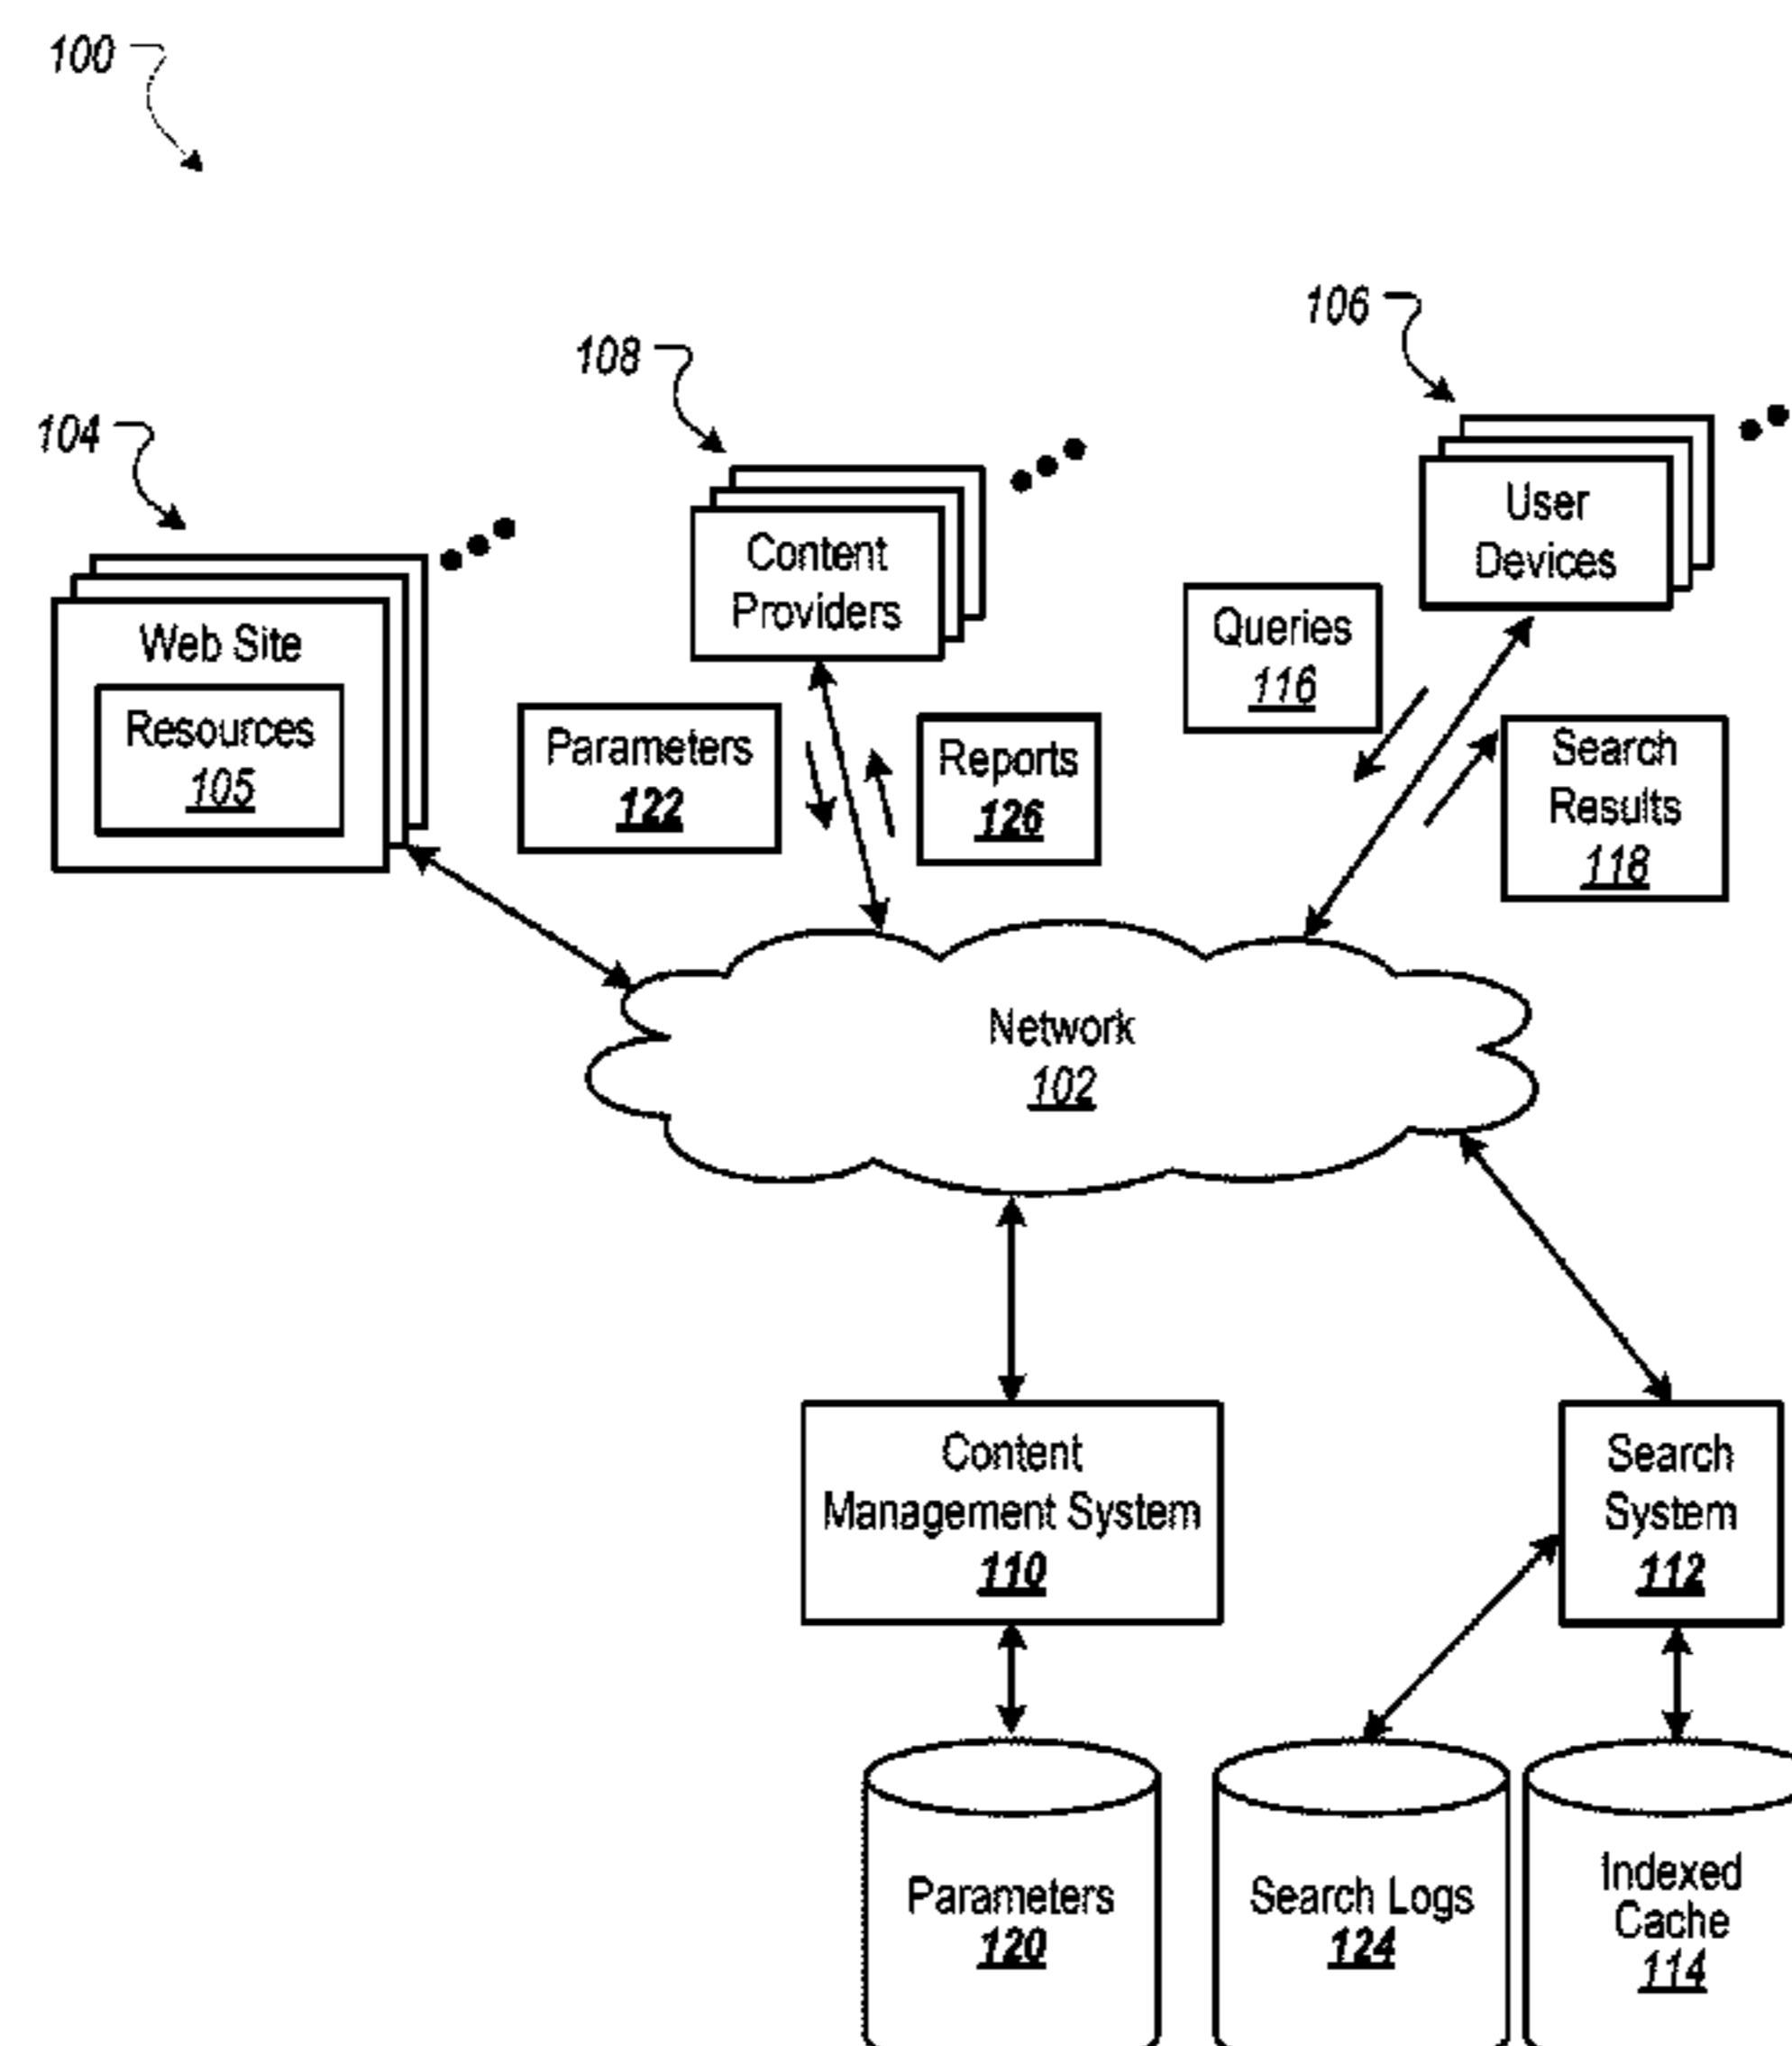 100
106
108
104
User
Devices
Content
Providers
Queries
116
Web Site
Resources
105
Parameters
122
Reports
126
Search
Results
118
Network
102
Content
Management System
110
Search
System
112
Parameters
120
Search Logs
124
Indexed
Cache
114